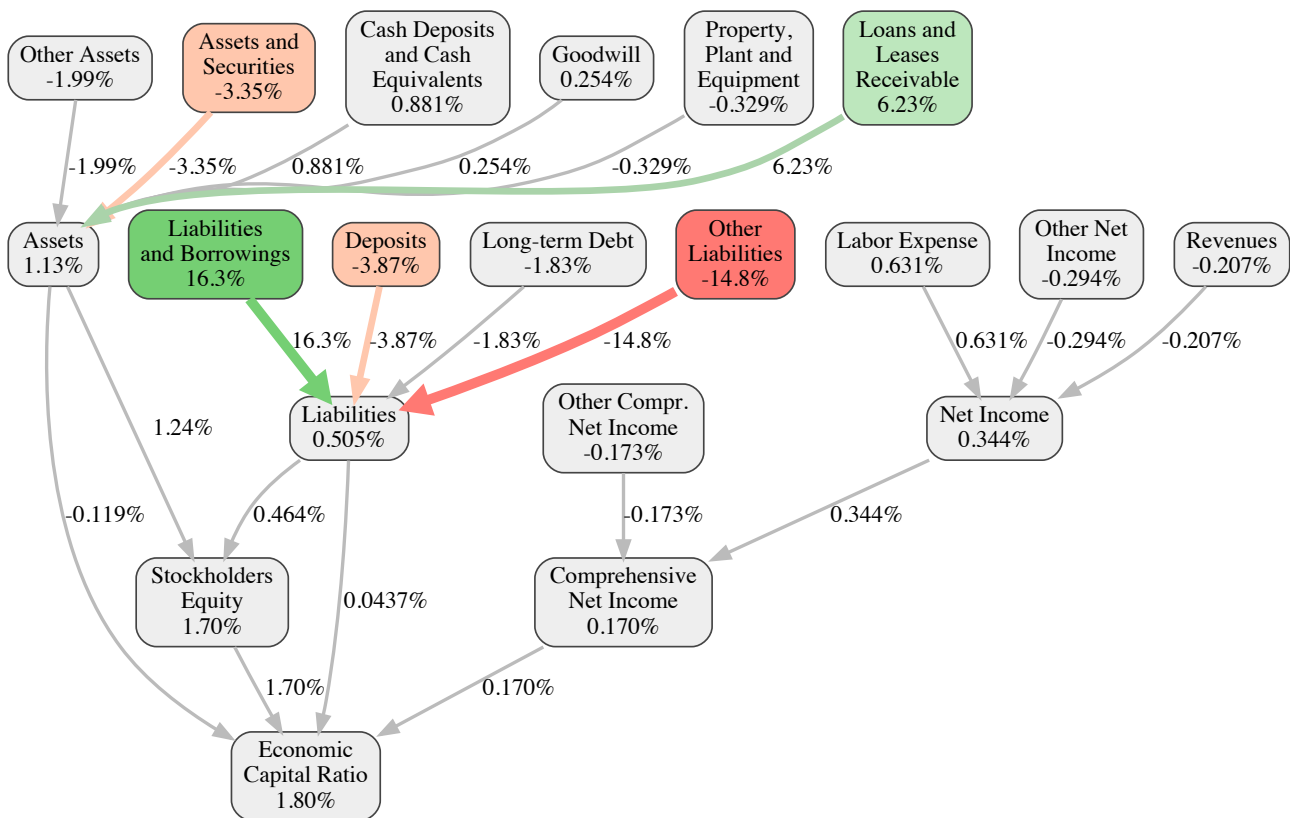 Other Assets
-1.99%
Assets and
Securities
-3.35%
Cash Deposits
and Cash
Equivalents
0.881%
Goodwill
0.254%
Property,
Plant and
Equipment
-0.329%
Loans and
Leases
Receivable
6.23%
-1.99%
-3.35%
0.881%
0.254%
-0.329%
6.23%
Assets
1.13%
Liabilities
and Borrowings
16.3%
Deposits
-3.87%
Long-term Debt
-1.83%
Other
Liabilities
-14.8%
Labor Expense
0.631%
Other Net
Income
-0.294%
Revenues
-0.207%
16.3%
-3.87%
-1.83%
-14.8%
0.631%
-0.294%
-0.207%
Liabilities
0.505%
Other Compr.
Net Income
-0.173%
Net Income
0.344%
1.24%
-0.119%
0.464%
-0.173%
0.344%
Stockholders
Equity
1.70%
0.0437%
Comprehensive
Net Income
0.170%
1.70%
0.170%
Economic
Capital Ratio
1.80%